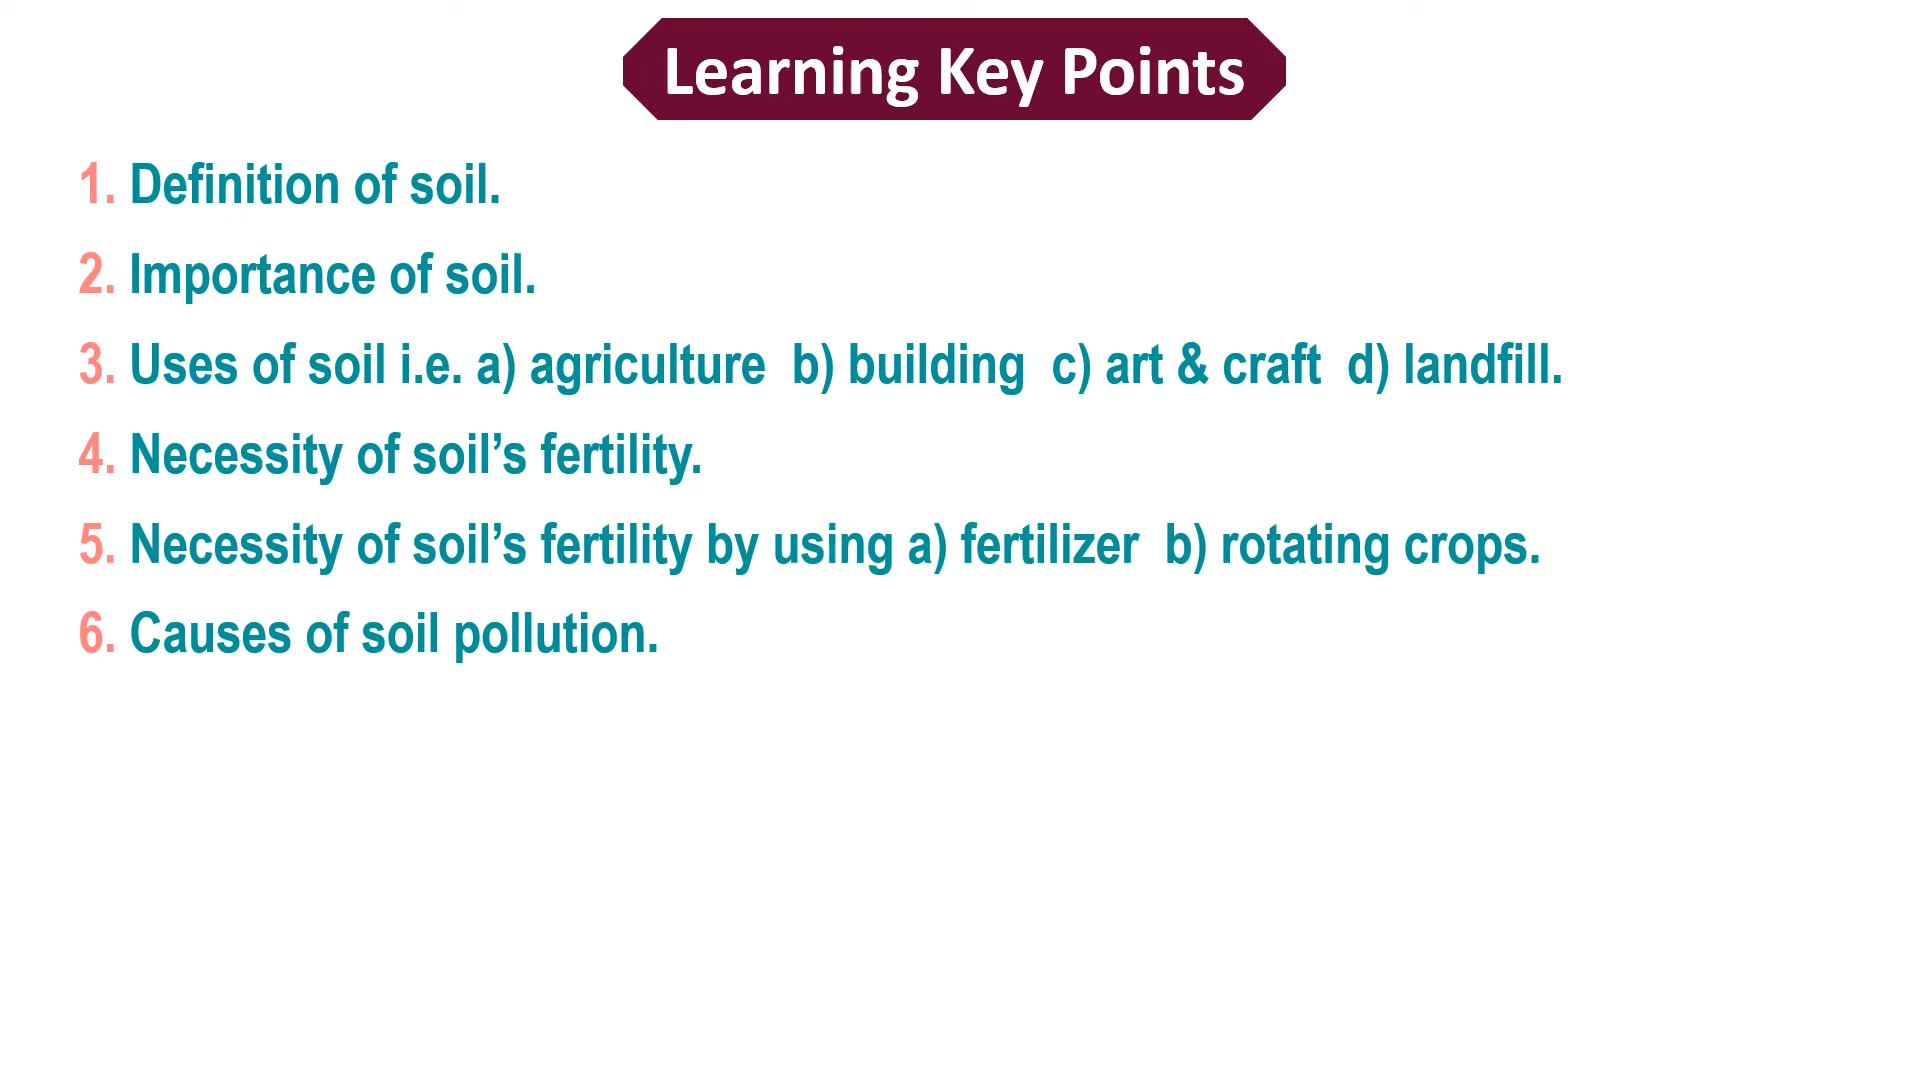 Learning Key Points
1. Definition of soil.
2. Importance of soil.
3. Uses of soil i.e. a) agriculture  b) building  c) art & craft  d) landfill.
4. Necessity of soil’s fertility.
5. Necessity of soil’s fertility by using a) fertilizer  b) rotating crops.
6. Causes of soil pollution.